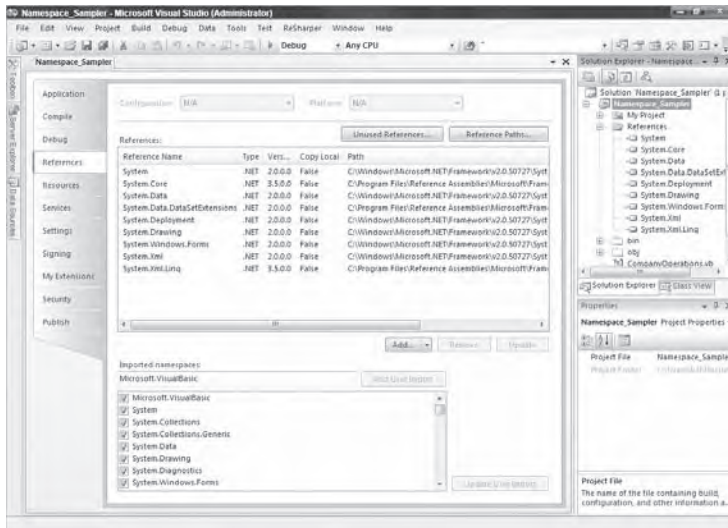 Namespace_Sampler - Microsoft Visual Studio (Administrator)
File Edit View Project Build Debug Data Tools Test ReSharper Window Help
Debug Any CPU
Toolbox
Server Explorer
Data Sources
Namespace_Sampler
Application
Compile
Debug
References
Resources
Services
Settings
Signing
My Extensions
Security
Publish
Configuration: N/A Platform: N/A
References: Unused References... Reference Paths...
Reference Name Type Vers... Copy Local Path
System .NET 2.0.0.0 False C:\Windows\Microsoft.NET\Framework\v2.0.50727\Syst
System.Core .NET 3.5.0.0 False C:\Program Files\Reference Assemblies\Microsoft\Fram
System.Data .NET 2.0.0.0 False C:\Windows\Microsoft.NET\Framework\v2.0.50727\Syst
System.Data.DataSetExtensions .NET 3.5.0.0 False C:\Program Files\Reference Assemblies\Microsoft\Fram
System.Deployment .NET 2.0.0.0 False C:\Windows\Microsoft.NET\Framework\v2.0.50727\Syst
System.Drawing .NET 2.0.0.0 False C:\Windows\Microsoft.NET\Framework\v2.0.50727\Syst
System.Windows.Forms .NET 2.0.0.0 False C:\Windows\Microsoft.NET\Framework\v2.0.50727\Syst
System.Xml .NET 2.0.0.0 False C:\Windows\Microsoft.NET\Framework\v2.0.50727\Syst
System.Xml.Linq .NET 3.5.0.0 False C:\Program Files\Reference Assemblies\Microsoft\Fram
Add... Remove Update
Imported namespaces:
Microsoft.VisualBasic Add User Import
Microsoft.VisualBasic
System
System.Collections
System.Collections.Generic
System.Data
System.Drawing
System.Diagnostics
System.Windows.Forms
Update User Import
Solution Explorer - Namespace...
Solution 'Namespace_Sampler' (1 p
Namespace_Sampler
My Project
References
System
System.Core
System.Data
System.Data.DataSetExt
System.Deployment
System.Drawing
System.Windows.Form
System.Xml
System.Xml.Linq
bin
obj
CompanyOperations.vb
Solution Explorer Class View
Properties
Namespace_Sampler Project Properties
Project File Namespace_Sample
Project Folder
Project File
The name of the file containing build, configuration, and other information a...